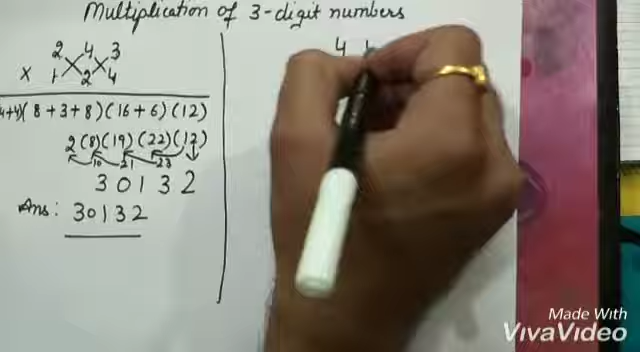 Multiplication of 3-digit numbers
2 4 3
x 1 2 4
4+4)(8+3+8)(16+6)(12)
2(8)(19)(22)(12)
10 21 23
3 0 1 3 2
Ans: 30132
4
Made With
VivaVideo